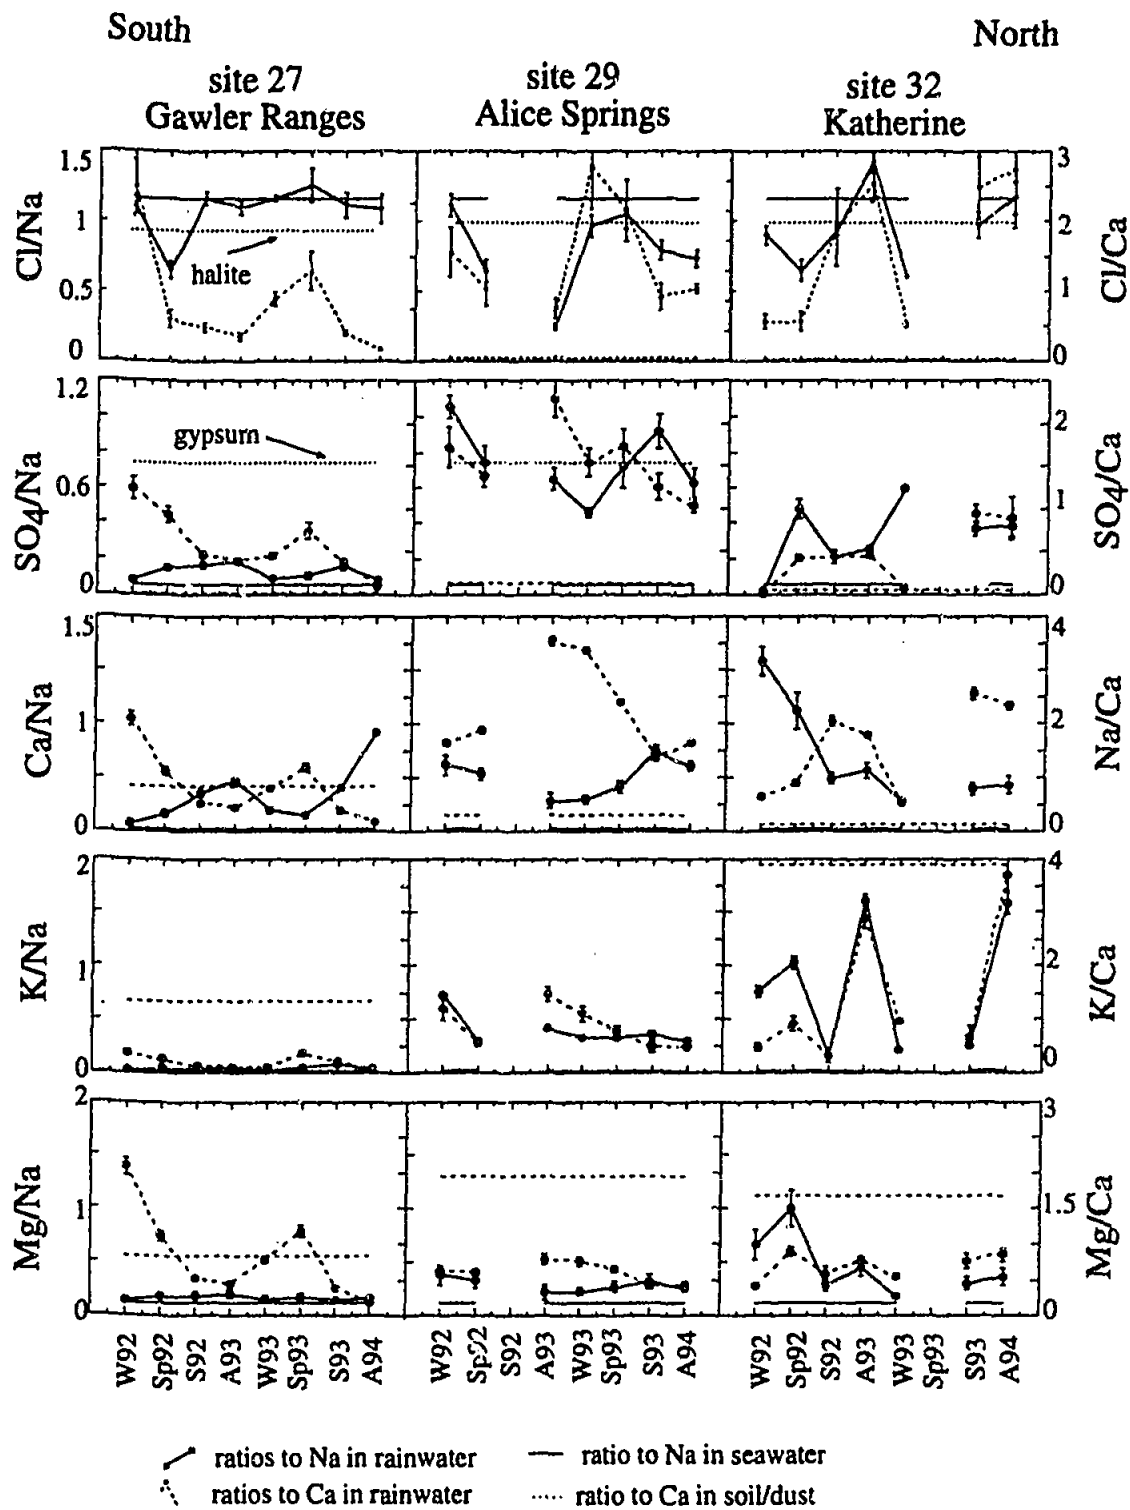 South
North
site 27
Gawler Ranges
site 29
Alice Springs
site 32
Katherine
Cl/Na
1.5
1
0.5
0
halite
3
2
1
0
Cl/Ca
SO4/Na
1.2
0.6
0
gypsum
2
1
0
SO4/Ca
Ca/Na
1.5
1
0
4
2
0
Na/Ca
K/Na
2
1
0
4
2
0
K/Ca
Mg/Na
2
1
0
3
1.5
0
Mg/Ca
W92
Sp92
S92
A93
W93
Sp93
S93
A94
W92
Sp92
S92
A93
W93
Sp93
S93
A94
W92
Sp92
S92
A93
W93
Sp93
S93
A94
ratios to Na in rainwater
ratio to Na in seawater
ratios to Ca in rainwater
ratio to Ca in soil/dust